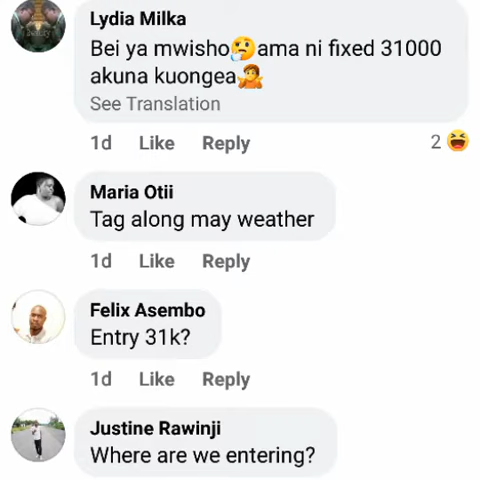 Lydia Milka
Bei ya mwisho🤔ama ni fixed 31000
akuna kuongea🤷
See Translation
1d Like Reply 2
Maria Otii
Tag along may weather
1d Like Reply
Felix Asembo
Entry 31k?
1d Like Reply
Justine Rawinji
Where are we entering?